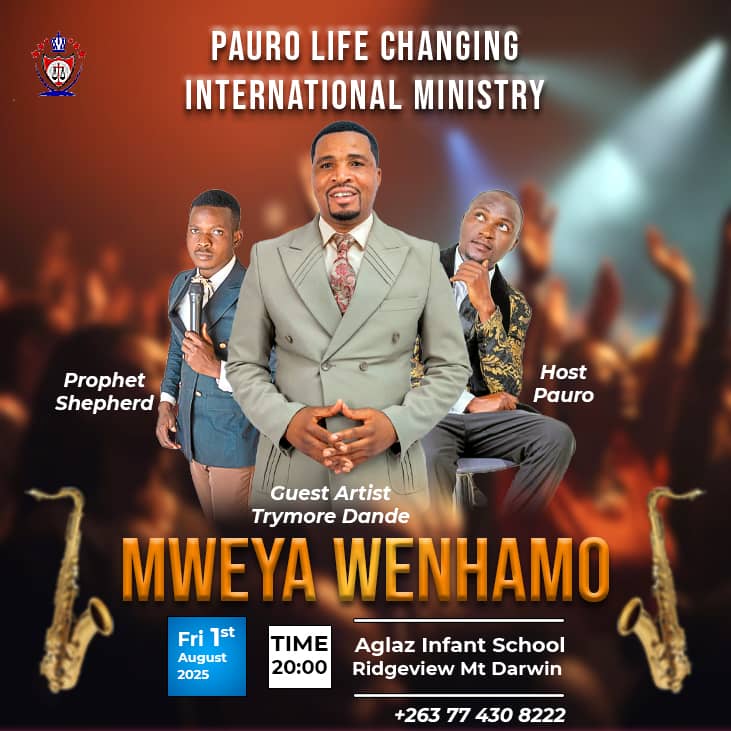 PAURO LIFE CHANGING
INTERNATIONAL MINISTRY
Prophet
Shepherd
Host
Pauro
Guest Artist
Trymore Dande
MWEYA WENHAMO
Fri 1st
August
2025
TIME
20:00
Aglaz Infant School
Ridgeview Mt Darwin
+263 77 430 8222